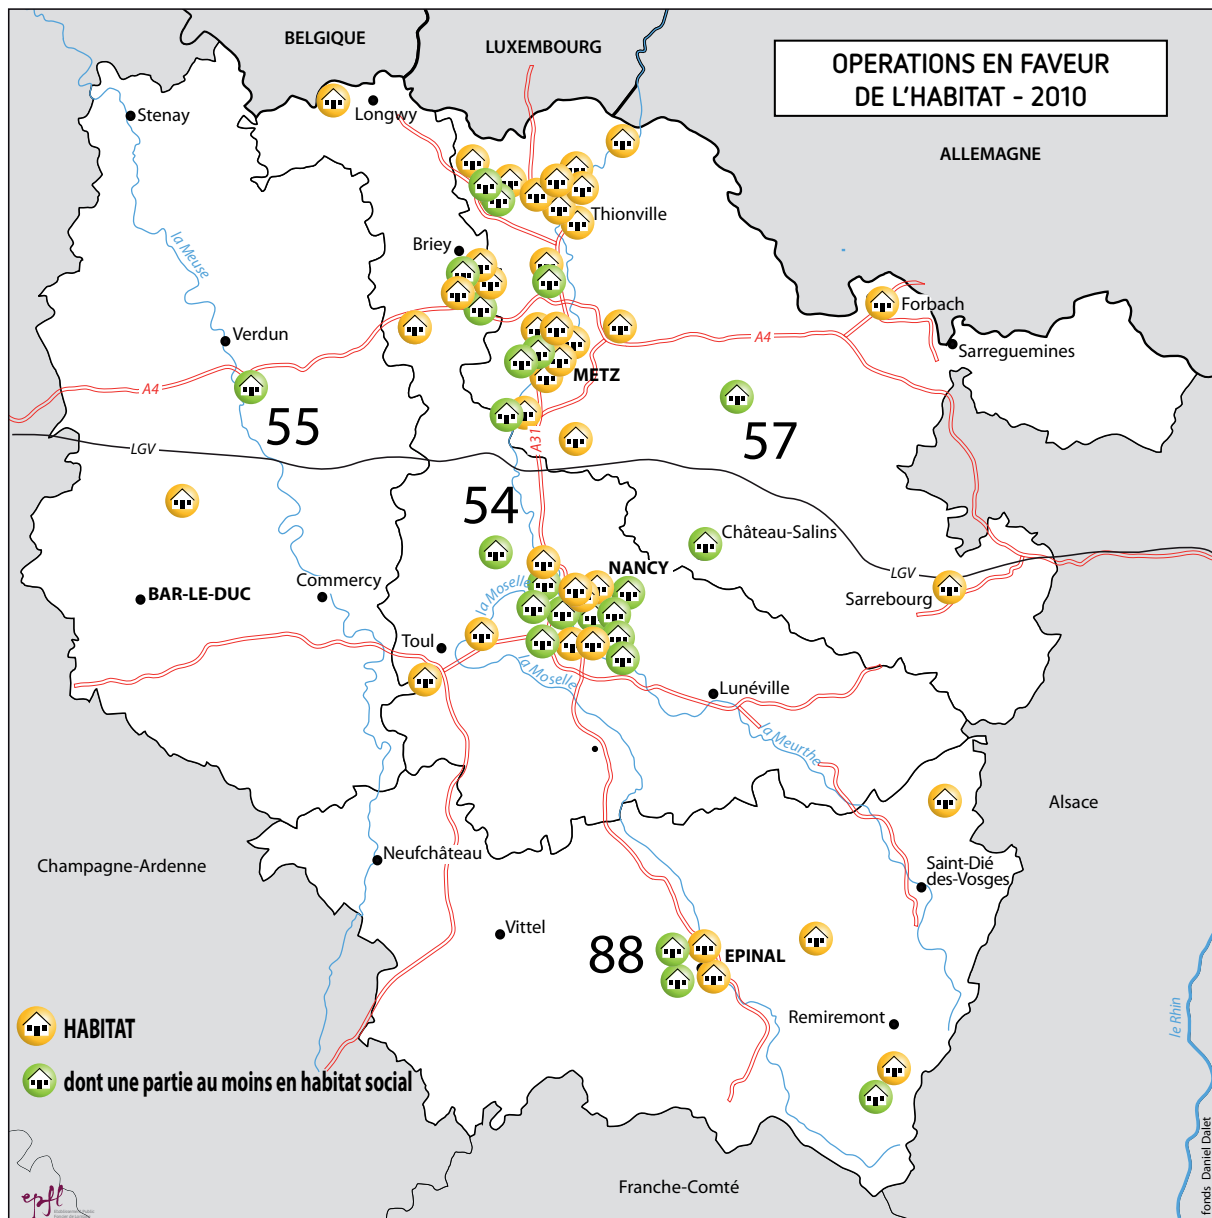 BELGIQUE
LUXEMBOURG
OPERATIONS EN FAVEUR
DE L'HABITAT - 2010
ALLEMAGNE
Stenay
Longwy
Thionville
la Meuse
Briey
Verdun
Forbach
Sarreguemines
A4
A4
METZ
55
57
A31
LGV
54
Château-Salins
NANCY
LGV
Commercy
BAR-LE-DUC
la Moselle
Sarrebourg
Toul
la Moselle
Lunéville
la Meurthe
Alsace
Champagne-Ardenne
Neufchâteau
Saint-Dié
des-Vosges
Vittel
88
EPINAL
Remiremont
le Rhin
HABITAT
dont une partie au moins en habitat social
Franche-Comté
epfl
fonds Daniel Dalet